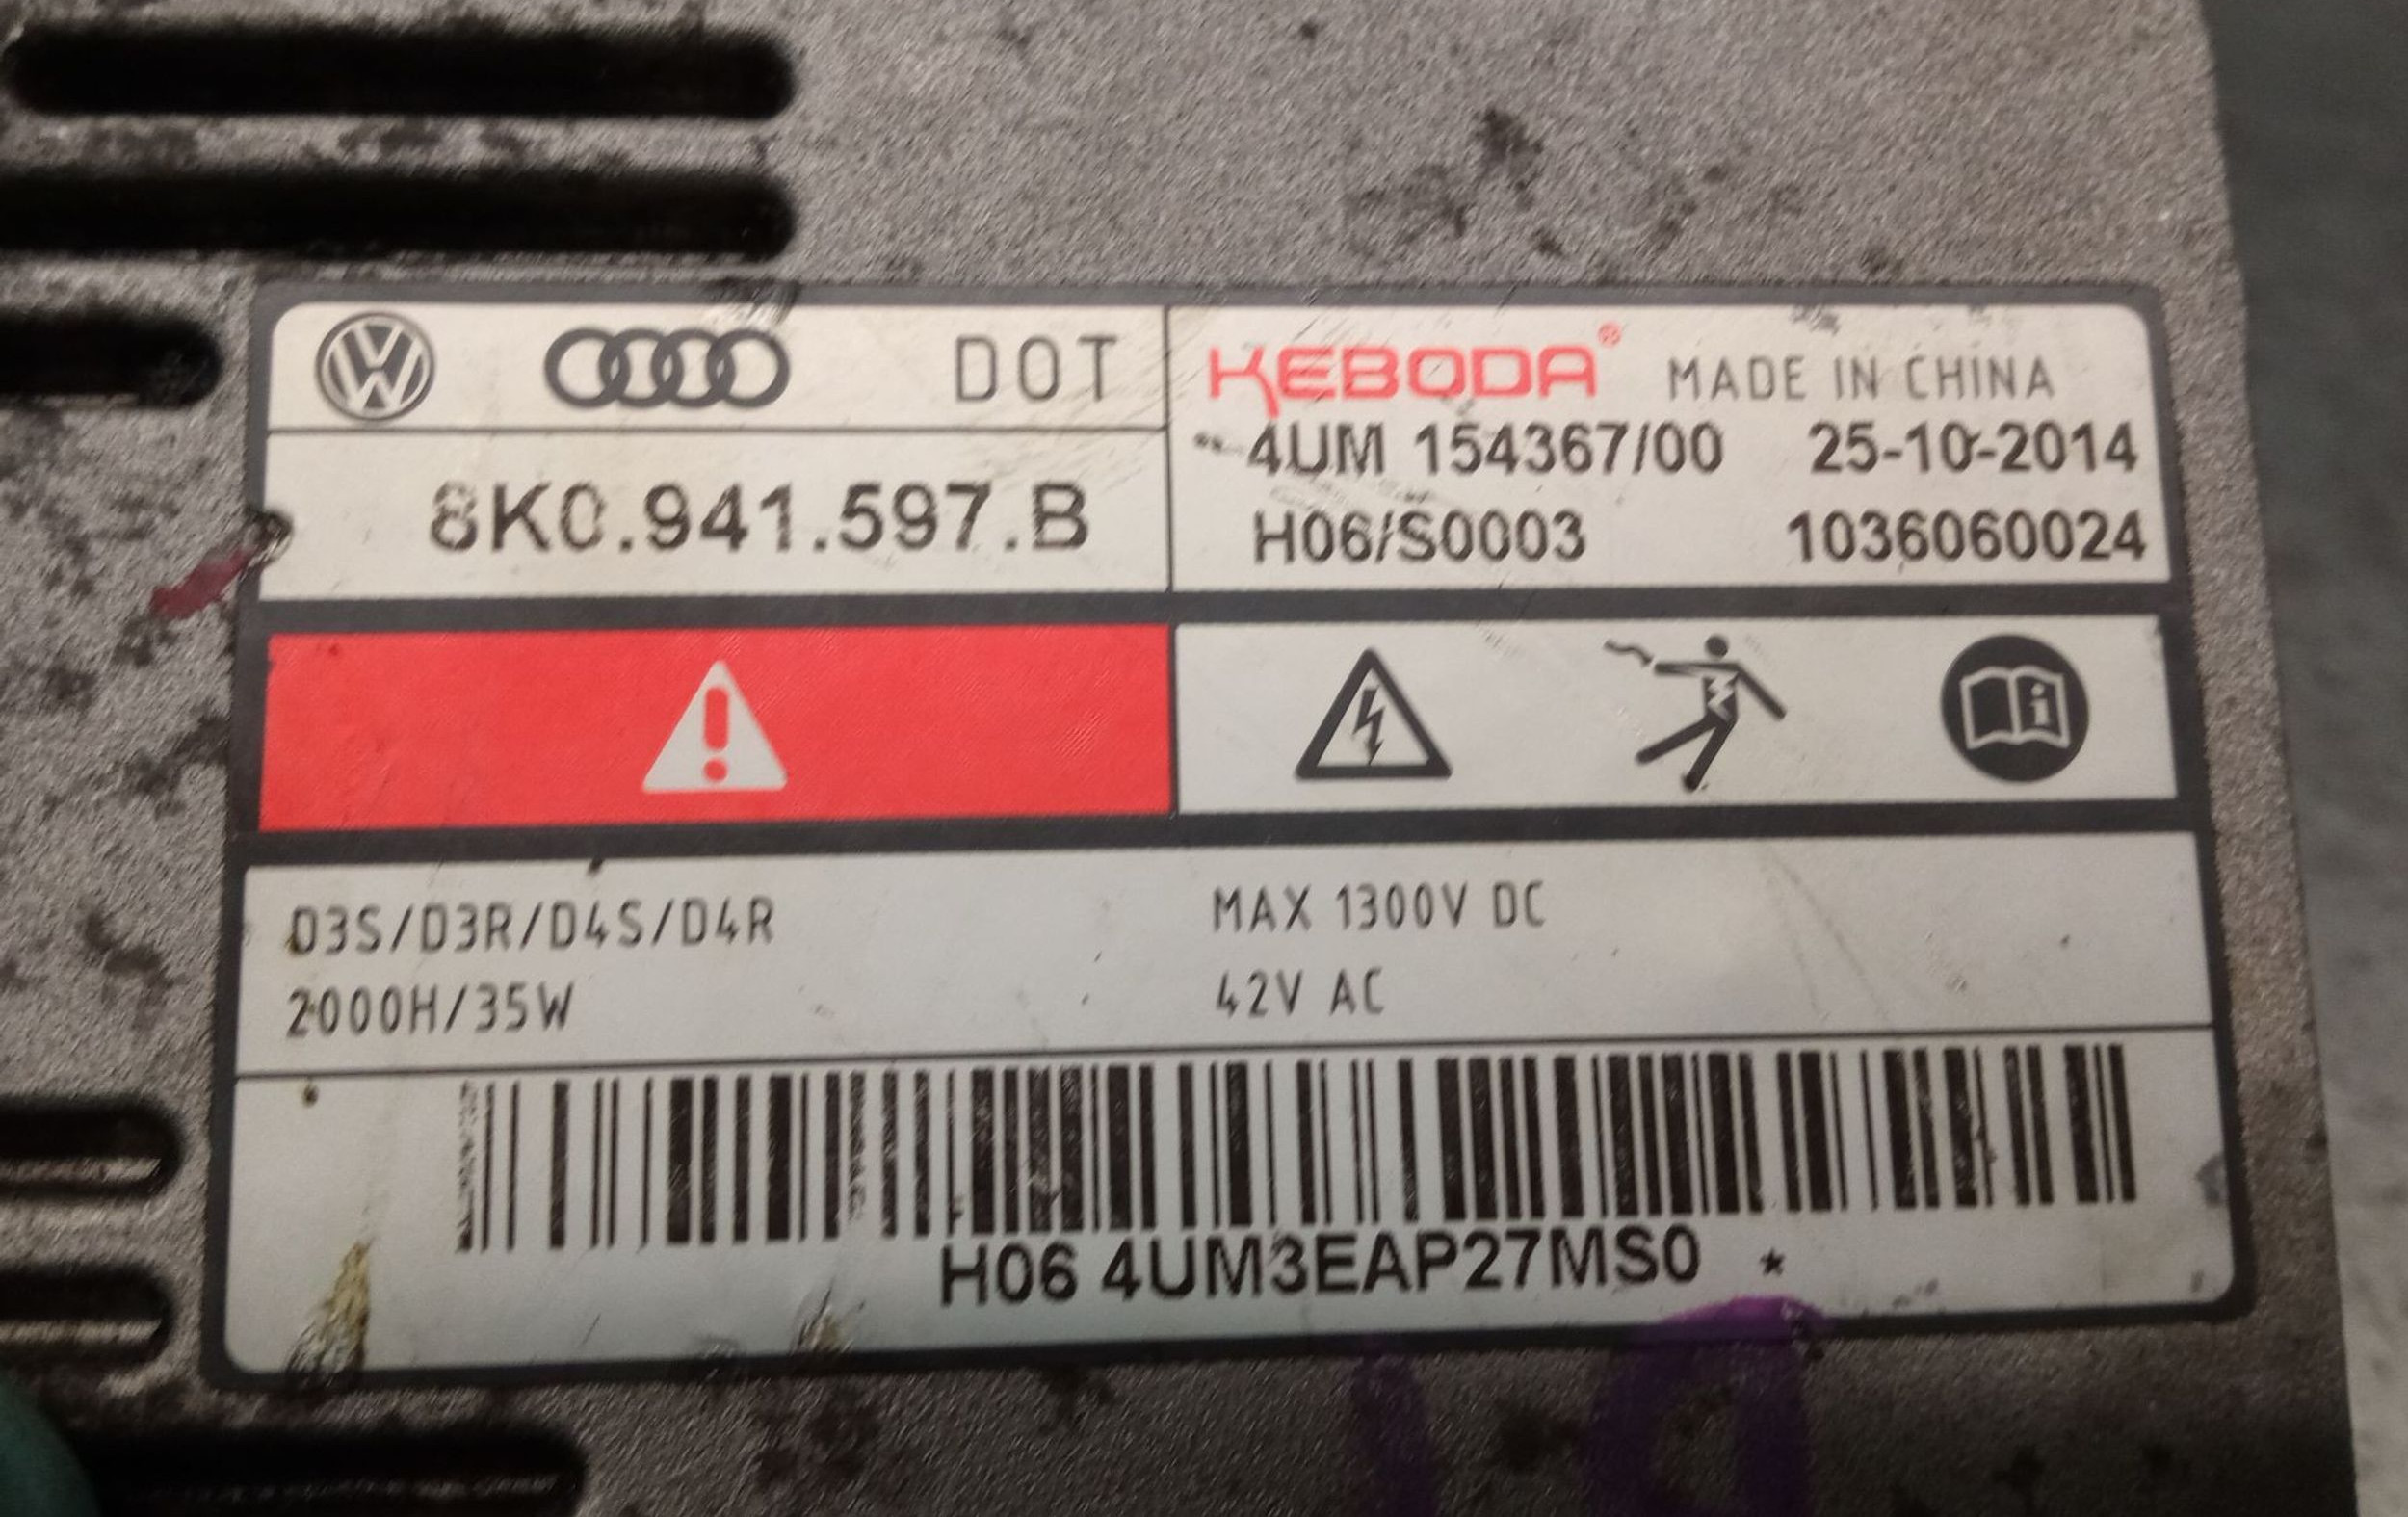 DOT
8K0.941.597.B
KEBODA® MADE IN CHINA
4UM 154367/00 25-10-2014
H06/S0003 1036060024
D3S/D3R/D4S/D4R
2000H/35W
MAX 1300V DC
42V AC
H06 4UM3EAP27MS0 *